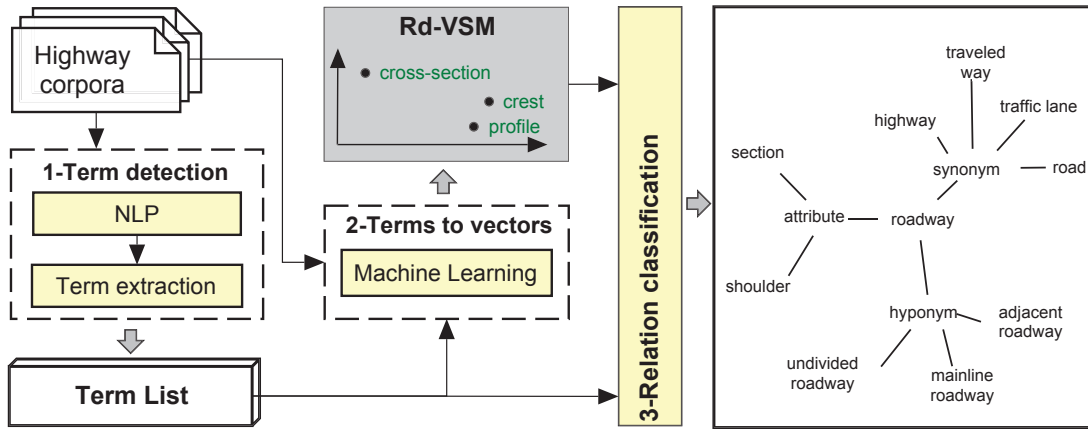 Highway
corpora
1-Term detection
NLP
Term extraction
Term List
Rd-VSM
cross-section
crest
profile
2-Terms to vectors
Machine Learning
3-Relation classification
traveled
way
highway
traffic lane
section
synonym
road
attribute
roadway
shoulder
hyponym
adjacent
roadway
undivided
roadway
mainline
roadway